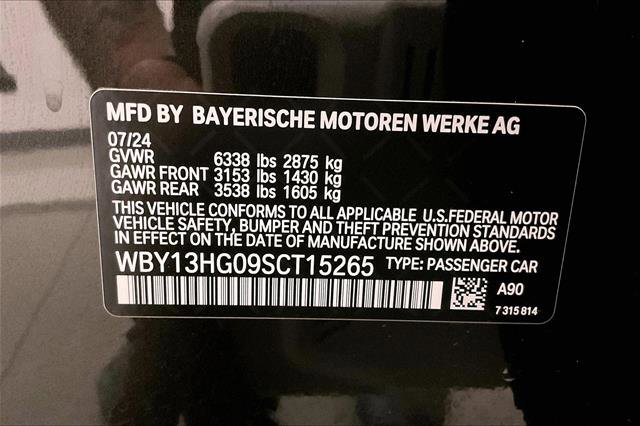 MFD BY BAYERISCHE MOTOREN WERKE AG
07/24
GVWR 6338 lbs 2875 kg
GAWR FRONT 3153 lbs 1430 kg
GAWR REAR 3538 lbs 1605 kg
THIS VEHICLE CONFORMS TO ALL APPLICABLE U.S.FEDERAL MOTOR
VEHICLE SAFETY, BUMPER AND THEFT PREVENTION STANDARDS
IN EFFECT ON THE DATE OF MANUFACTURE SHOWN ABOVE.
WBY13HG09SCT15265 TYPE: PASSENGER CAR
A90
7 315 814